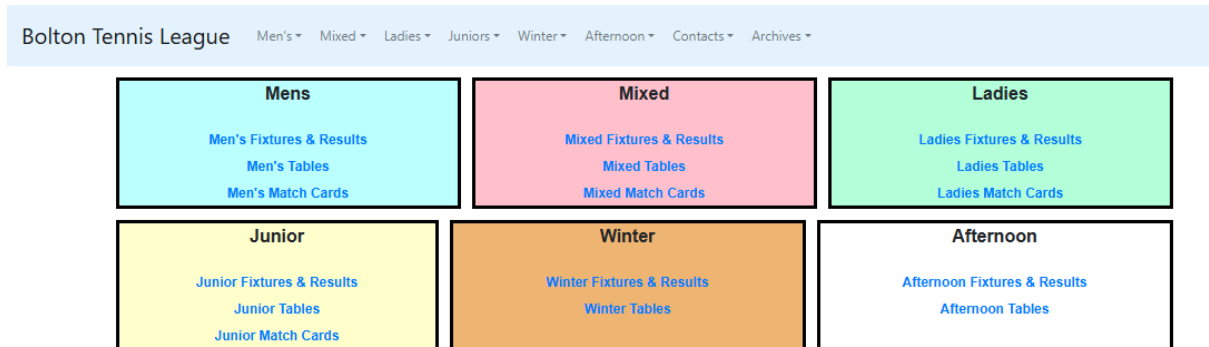 Bolton Tennis League Men's Mixed Ladies Juniors Winter Afternoon Contacts Archives
Mens
Men's Fixtures & Results
Men's Tables
Men's Match Cards
Mixed
Mixed Fixtures & Results
Mixed Tables
Mixed Match Cards
Ladies
Ladies Fixtures & Results
Ladies Tables
Ladies Match Cards
Junior
Junior Fixtures & Results
Junior Tables
Junior Match Cards
Winter
Winter Fixtures & Results
Winter Tables
Afternoon
Afternoon Fixtures & Results
Afternoon Tables